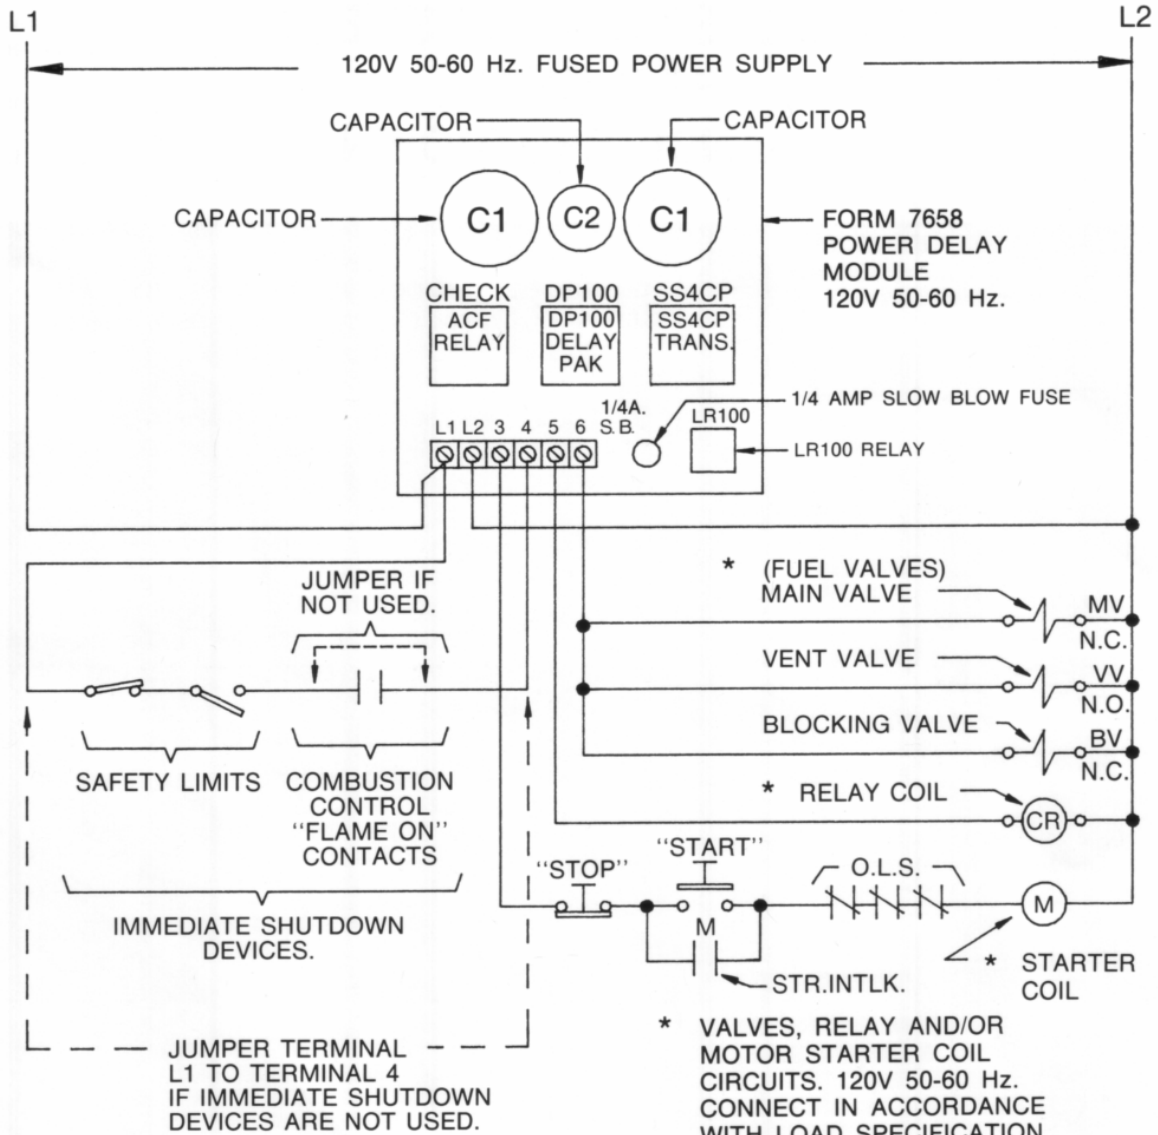 L1
L2
120V 50-60 Hz. FUSED POWER SUPPLY
CAPACITOR
CAPACITOR
CAPACITOR
C1
C2
C1
FORM 7658
POWER DELAY
MODULE
120V 50-60 Hz.
CHECK
DP100
SS4CP
ACF
RELAY
DP100
DELAY
PAK
SS4CP
TRANS.
1/4 AMP SLOW BLOW FUSE
1/4A.
S.B.
LR100
LR100 RELAY
L1 L2 3 4 5 6
JUMPER IF
NOT USED.
* (FUEL VALVES)
MAIN VALVE
MV
N.C.
VENT VALVE
VV
N.O.
BLOCKING VALVE
BV
N.C.
SAFETY LIMITS
COMBUSTION
CONTROL
"FLAME ON"
CONTACTS
* RELAY COIL
CR
"STOP"
"START"
O.L.S.
M
M
IMMEDIATE SHUTDOWN
DEVICES.
STR.INTLK.
* STARTER
COIL
JUMPER TERMINAL
L1 TO TERMINAL 4
IF IMMEDIATE SHUTDOWN
DEVICES ARE NOT USED.
* VALVES, RELAY AND/OR
MOTOR STARTER COIL
CIRCUITS. 120V 50-60 Hz.
CONNECT IN ACCORDANCE
WITH LOAD SPECIFICATION